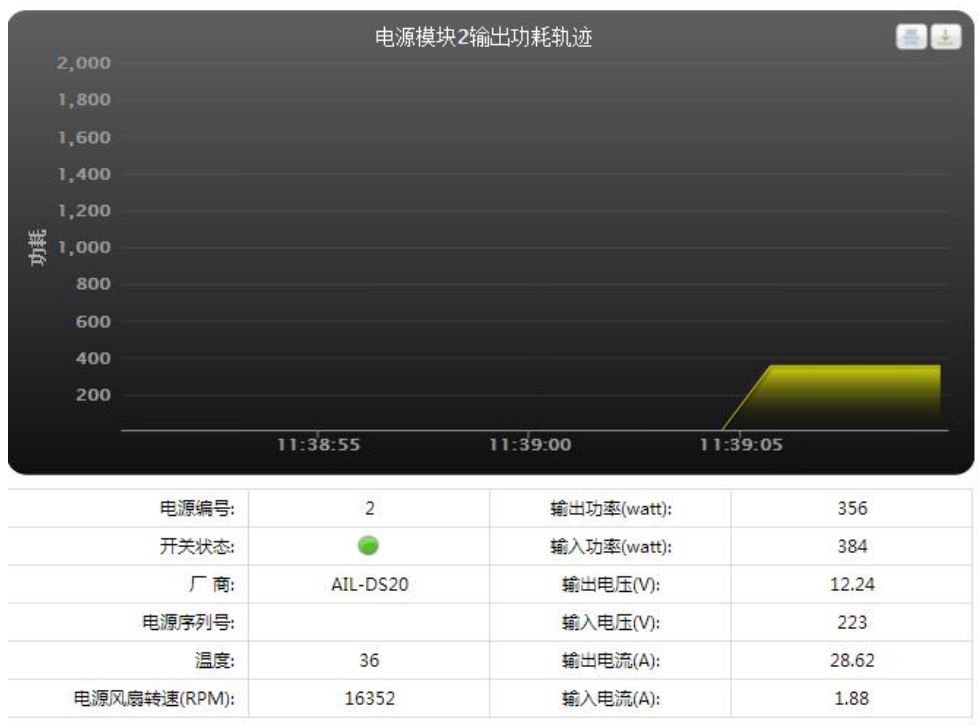 电源模块2输出功耗轨迹
2,000
1,800
1,600
1,400
1,200
1,000
800
600
400
200
功耗
11:38:55 11:39:00 11:39:05
电源编号: 2 输出功率(watt): 356
开关状态: 输入功率(watt): 384
厂 商: AIL-DS20 输出电压(V): 12.24
电源序列号: 输入电压(V): 223
温度: 36 输出电流(A): 28.62
电源风扇转速(RPM): 16352 输入电流(A): 1.88